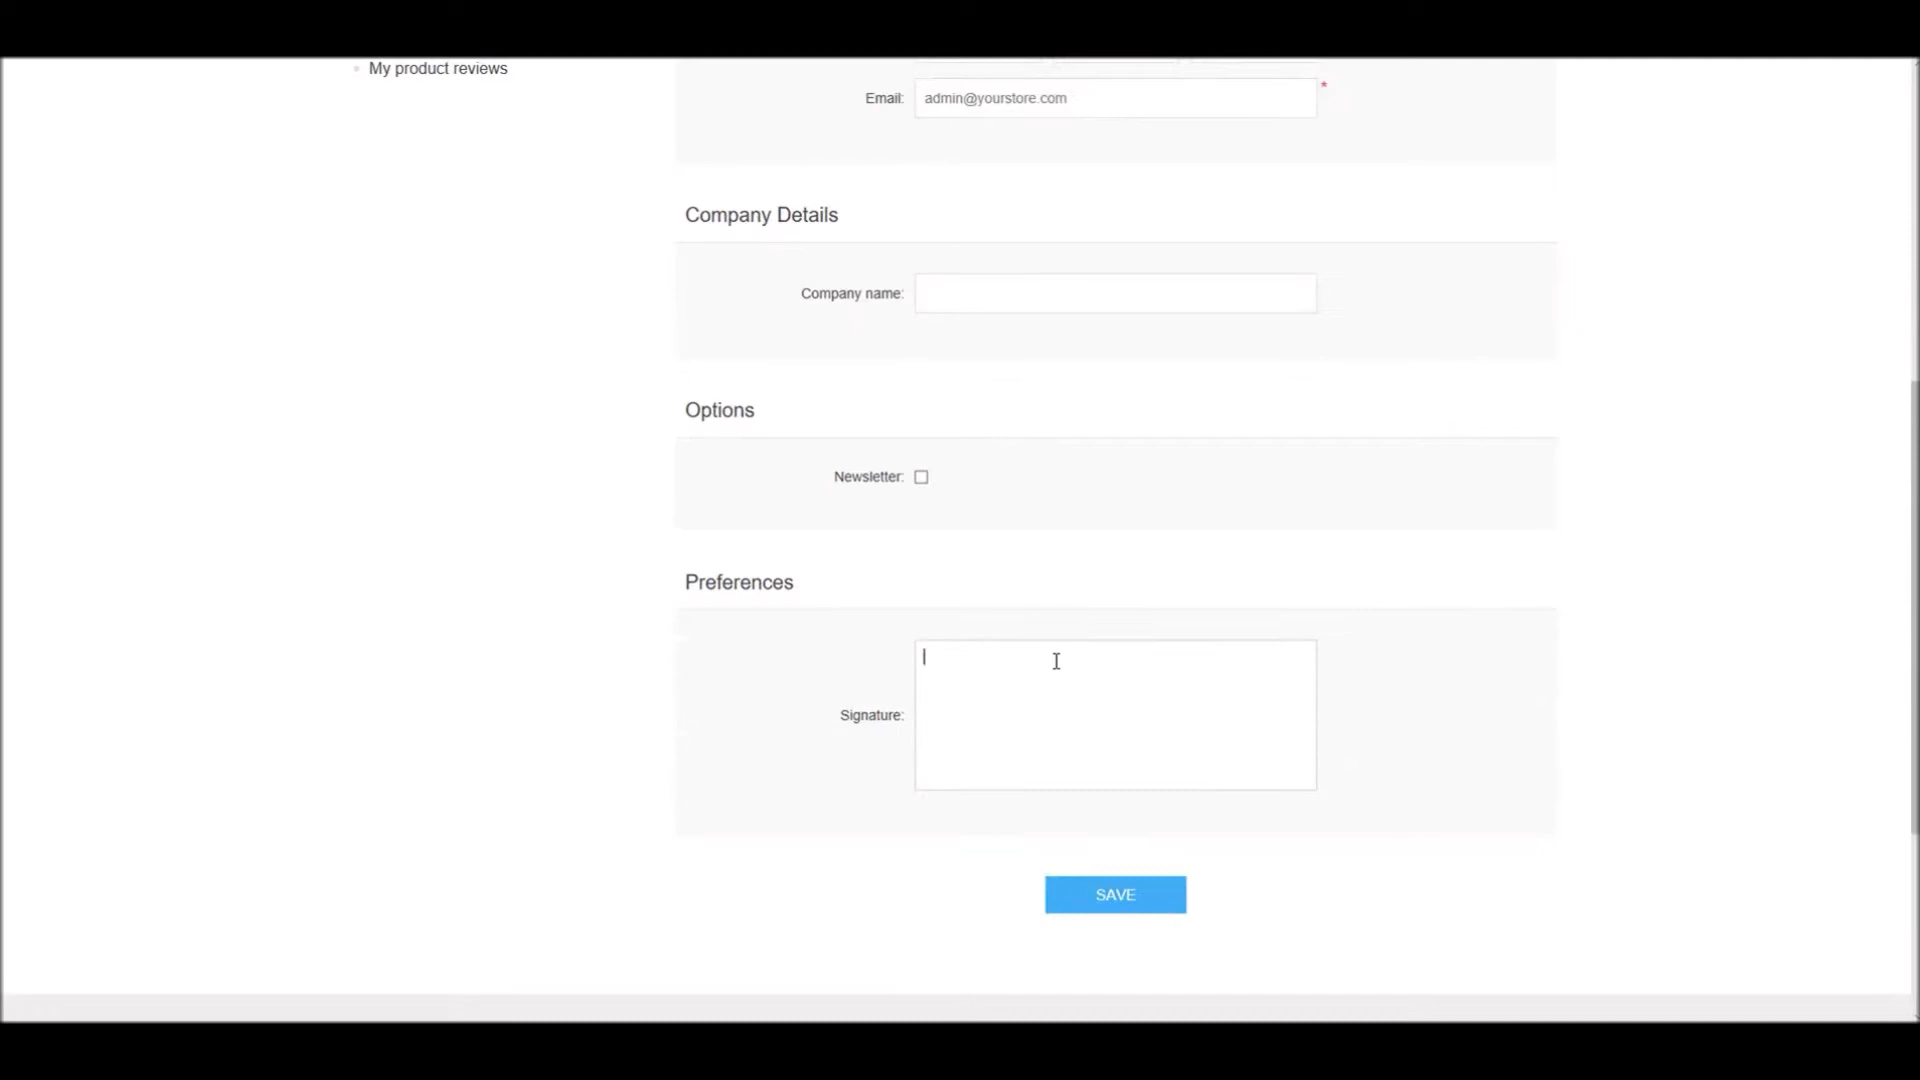 My product reviews
Email: admin@yourstore.com *
Company Details
Company name:
Options
Newsletter:
Preferences
Signature:
SAVE